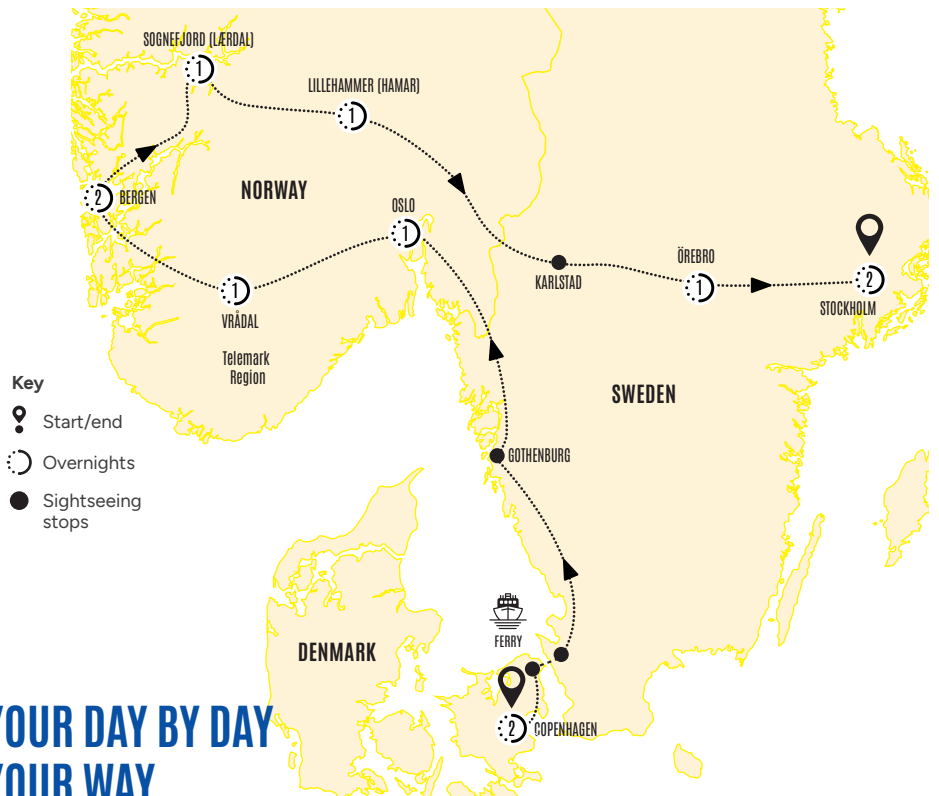 SOGNEFJORD (LÆRDAL)
1
LILLEHAMMER (HAMAR)
1
NORWAY
2
BERGEN
OSLO
1
1
VRÅDAL
Telemark
Region
KARLSTAD
ÖREBRO
1
2
STOCKHOLM
SWEDEN
Key
Start/end
Overnights
Sightseeing
stops
GOTHENBURG
FERRY
DENMARK
2
COPENHAGEN
YOUR DAY BY DAY
YOUR WAY